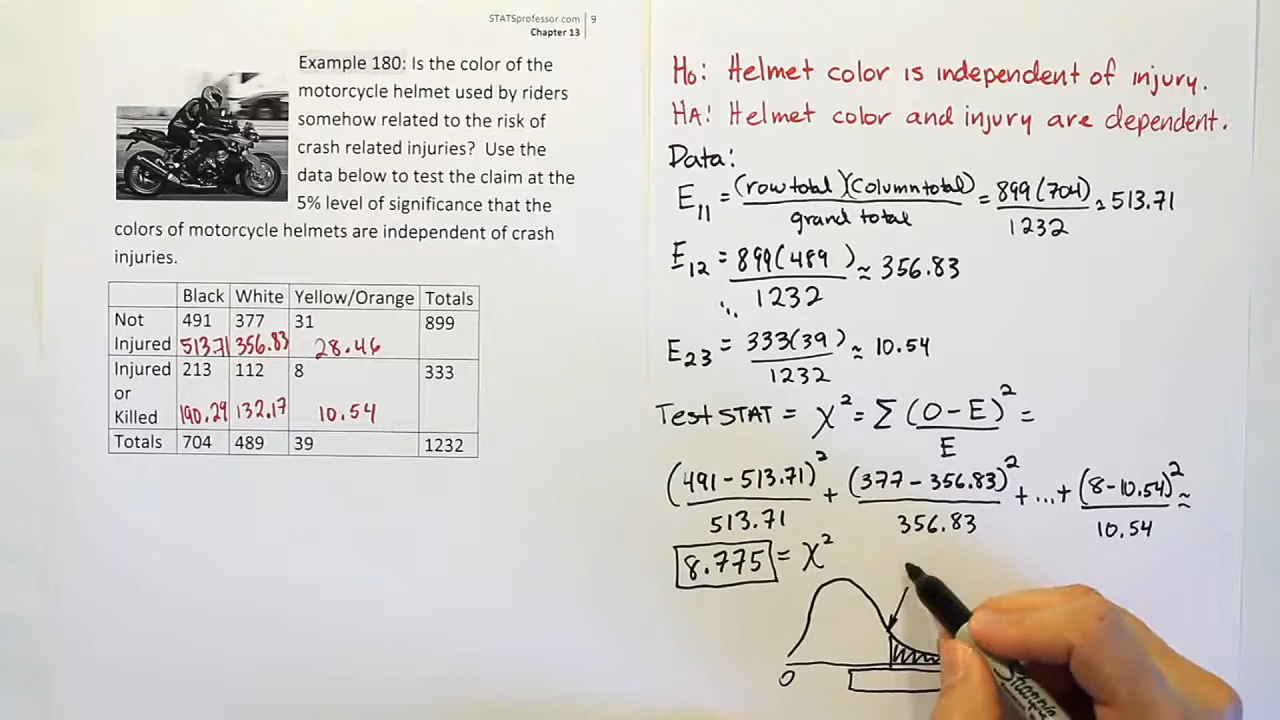 STATSprofessor.com | 9
Chapter 13
Example 180: Is the color of the
motorcycle helmet used by riders
somehow related to the risk of
crash related injuries? Use the
data below to test the claim at the
5% level of significance that the
colors of motorcycle helmets are independent of crash
injuries.
Black White Yellow/Orange Totals
Not 491 377 31 899
Injured 513.71 356.83 28.46
Injured 213 112 8 333
or
Killed 190.29 132.17 10.54
Totals 704 489 39 1232
Ho: Helmet color is independent of injury.
HA: Helmet color and injury are dependent.
Data:
E11 = (row total)(column total) / grand total = 899(704) / 1232 ≈ 513.71
E12 = 899(489) / 1232 ≈ 356.83
E23 = 333(39) / 1232 ≈ 10.54
Test STAT = χ² = Σ (O-E)² / E =
(491-513.71)² / 513.71 + (377-356.83)² / 356.83 + ... + (8-10.54)² / 10.54 ≈
8.775 = χ²
0
Sharpie